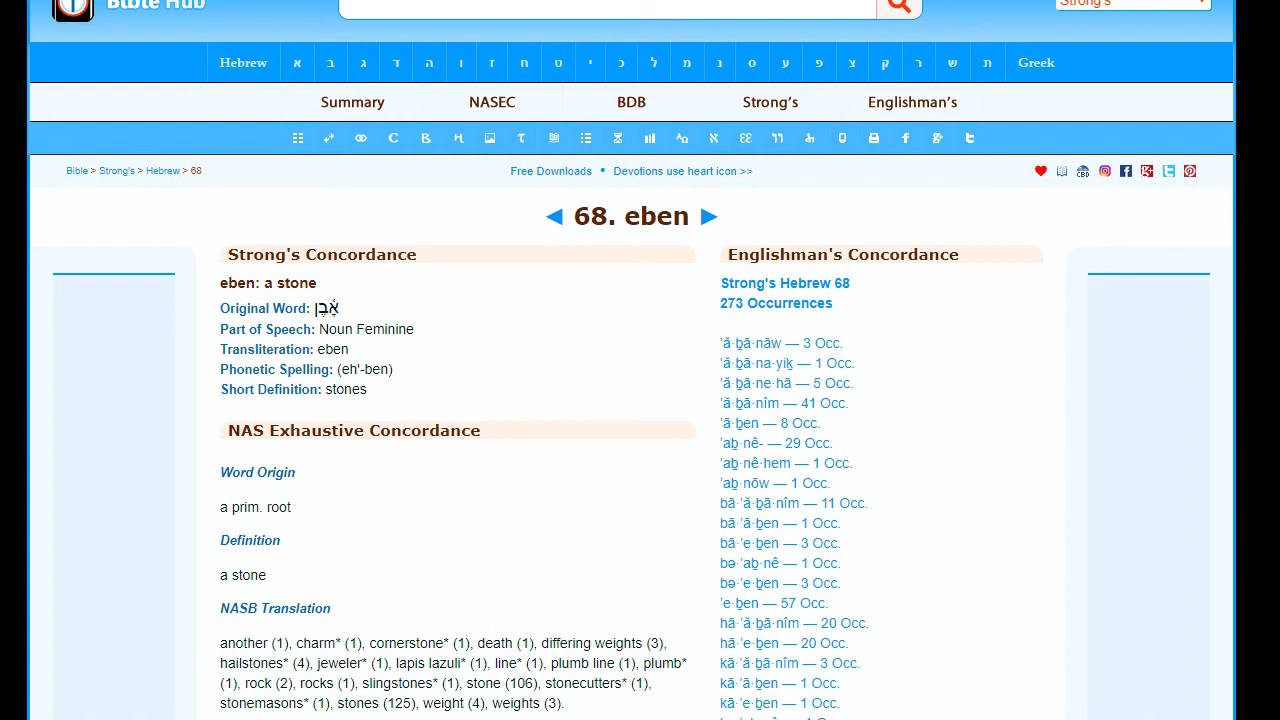 Bible Hub
Strong's
Hebrew א ב ג ד ה ו ז ח ט י כ ל מ נ ס ע פ צ ק ר ש ת Greek
Summary NASEC BDB Strong's Englishman's
Bible > Strong's > Hebrew > 68
Free Downloads • Devotions use heart icon >>
◄ 68. eben ►
Strong's Concordance
eben: a stone
Original Word: אֶ֫בֶן
Part of Speech: Noun Feminine
Transliteration: eben
Phonetic Spelling: (eh'-ben)
Short Definition: stones
NAS Exhaustive Concordance
Word Origin
a prim. root
Definition
a stone
NASB Translation
another (1), charm* (1), cornerstone* (1), death (1), differing weights (3),
hailstones* (4), jeweler* (1), lapis lazuli* (1), line* (1), plumb line (1), plumb*
(1), rock (2), rocks (1), slingstones* (1), stone (106), stonecutters* (1),
stonemasons* (1), stones (125), weight (4), weights (3).
Englishman's Concordance
Strong's Hebrew 68
273 Occurrences
’ă·ḇā·nāw — 3 Occ.
’ă·ḇā·na·yiḵ — 1 Occ.
’ă·ḇā·ne·hā — 5 Occ.
’ă·ḇā·nîm — 41 Occ.
’ā·ḇen — 8 Occ.
’aḇ·nê- — 29 Occ.
’aḇ·nê·hem — 1 Occ.
’aḇ·nōw — 1 Occ.
bā·’ă·ḇā·nîm — 11 Occ.
bā·’ā·ḇen — 1 Occ.
bā·’e·ḇen — 3 Occ.
bə·’aḇ·nê — 1 Occ.
bə·’e·ḇen — 3 Occ.
’e·ḇen — 57 Occ.
hā·’ă·ḇā·nîm — 20 Occ.
hā·’e·ḇen — 20 Occ.
kā·’ă·ḇā·nîm — 3 Occ.
kā·’ā·ḇen — 1 Occ.
kā·’e·ḇen — 1 Occ.